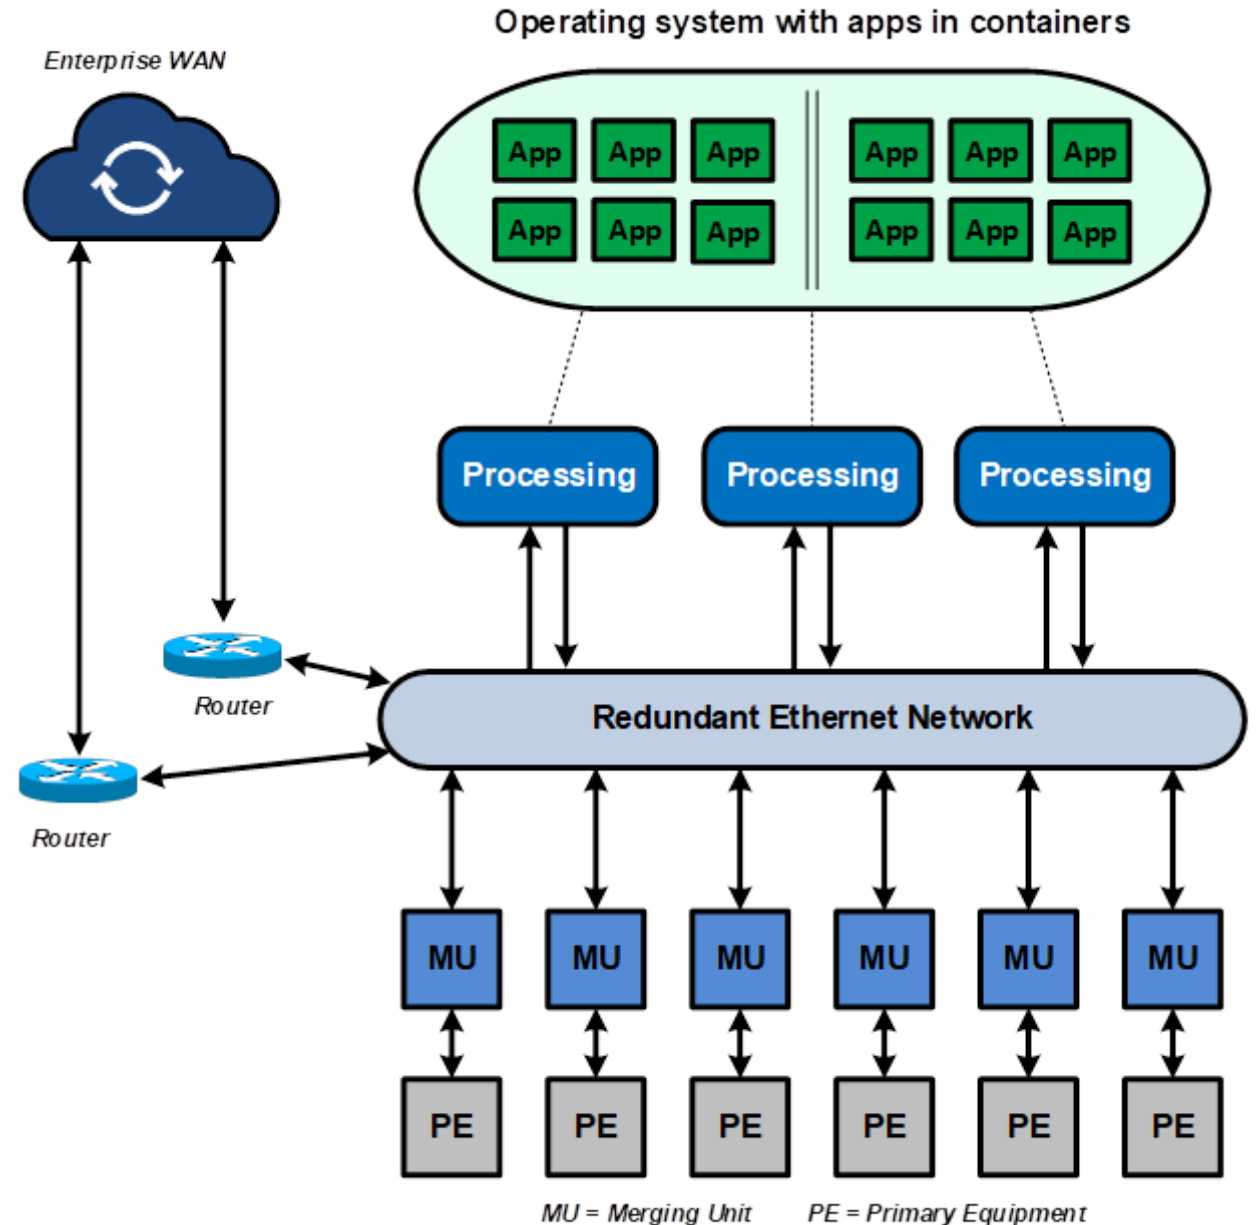 Operating system with apps in containers
Enterprise WAN
App App App App App App
App App App App App App
Processing Processing Processing
Router
Redundant Ethernet Network
Router
MU MU MU MU MU MU
PE PE PE PE PE PE
MU = Merging Unit PE = Primary Equipment